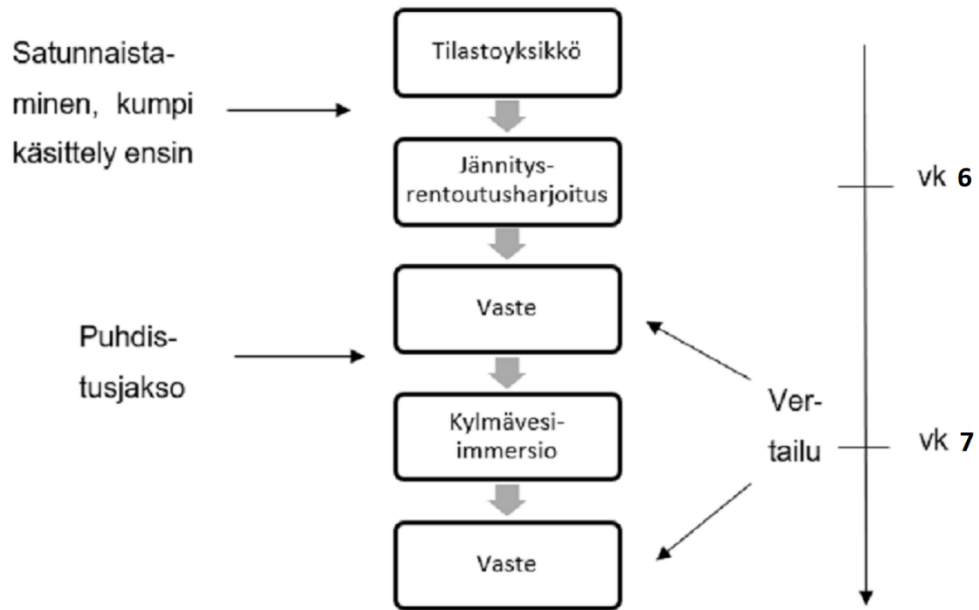 Satunnaista-
minen, kumpi
käsittely ensin
Tilastoyksikkö
Jännitys-
rentoutusharjoitus
vk 6
Vaste
Puhdis-
tusjakso
Kylmävesi-
immersio
Ver-
tailu
vk 7
Vaste